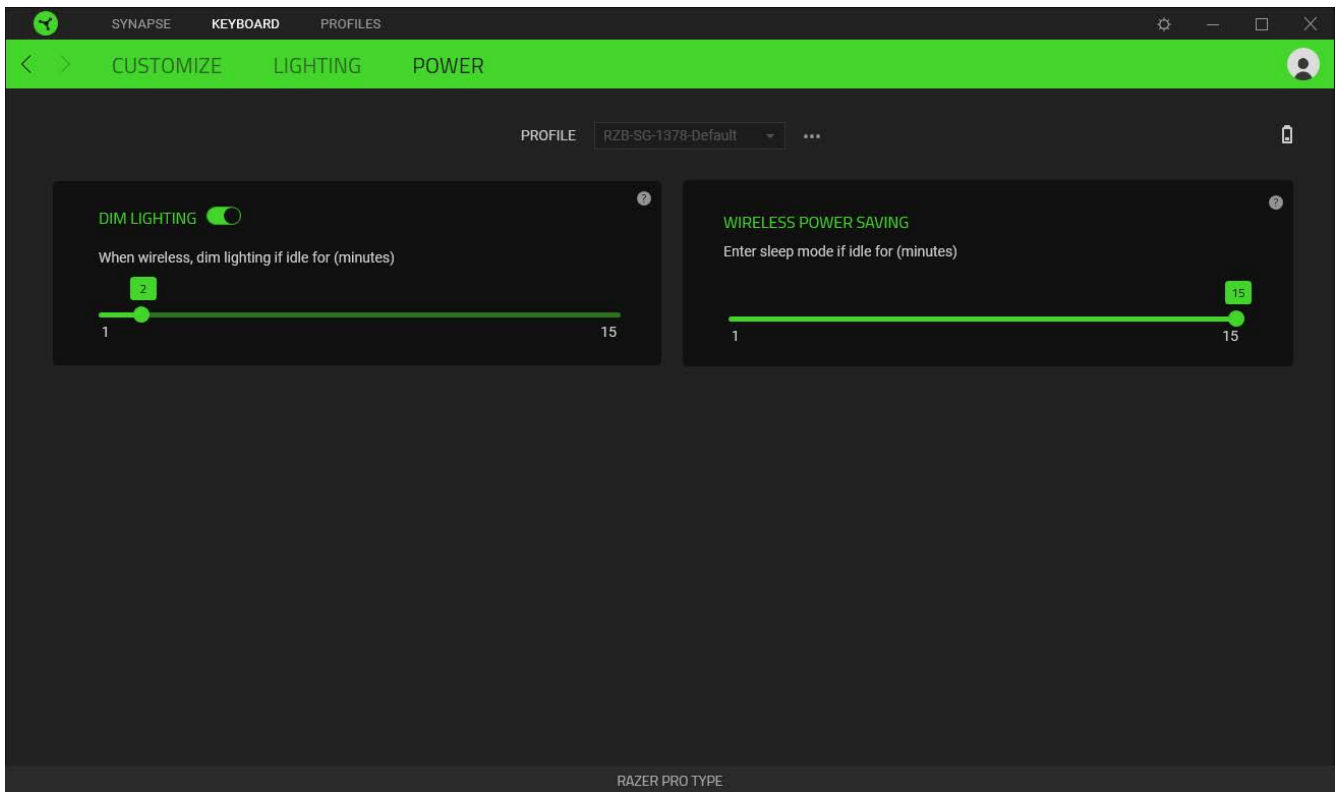 SYNAPSE KEYBOARD PROFILES
CUSTOMIZE LIGHTING POWER
PROFILE RZB-SG-1378-Default
DIM LIGHTING
When wireless, dim lighting if idle for (minutes)
2
1 15
WIRELESS POWER SAVING
Enter sleep mode if idle for (minutes)
15
1 15
RAZER PRO TYPE